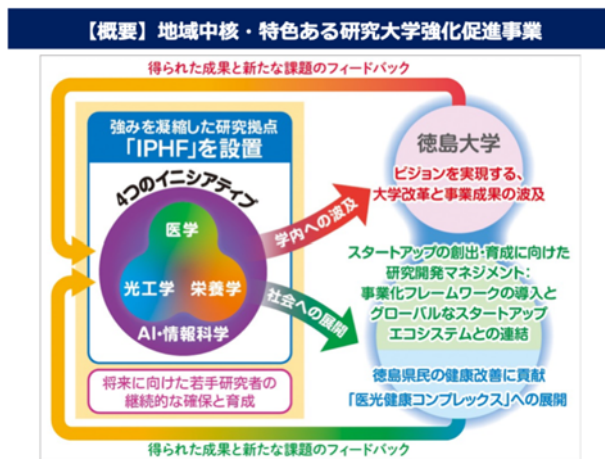 【概要】地域中核・特色ある研究大学強化促進事業
得られた成果と新たな課題のフィードバック
強みを凝縮した研究拠点
「IPHF」を設置
4つのイニシアティブ
医学
光工学
栄養学
AI・情報科学
将来に向けた若手研究者の
継続的な確保と育成
学内への波及
社会への展開
徳島大学
ビジョンを実現する、
大学改革と事業成果の波及
スタートアップの創出・育成に向けた
研究開発マネジメント:
事業化フレームワークの導入と
グローバルなスタートアップ
エコシステムとの連結
徳島県民の健康改善に貢献
「医光健康コンプレックス」への展開
得られた成果と新たな課題のフィードバック